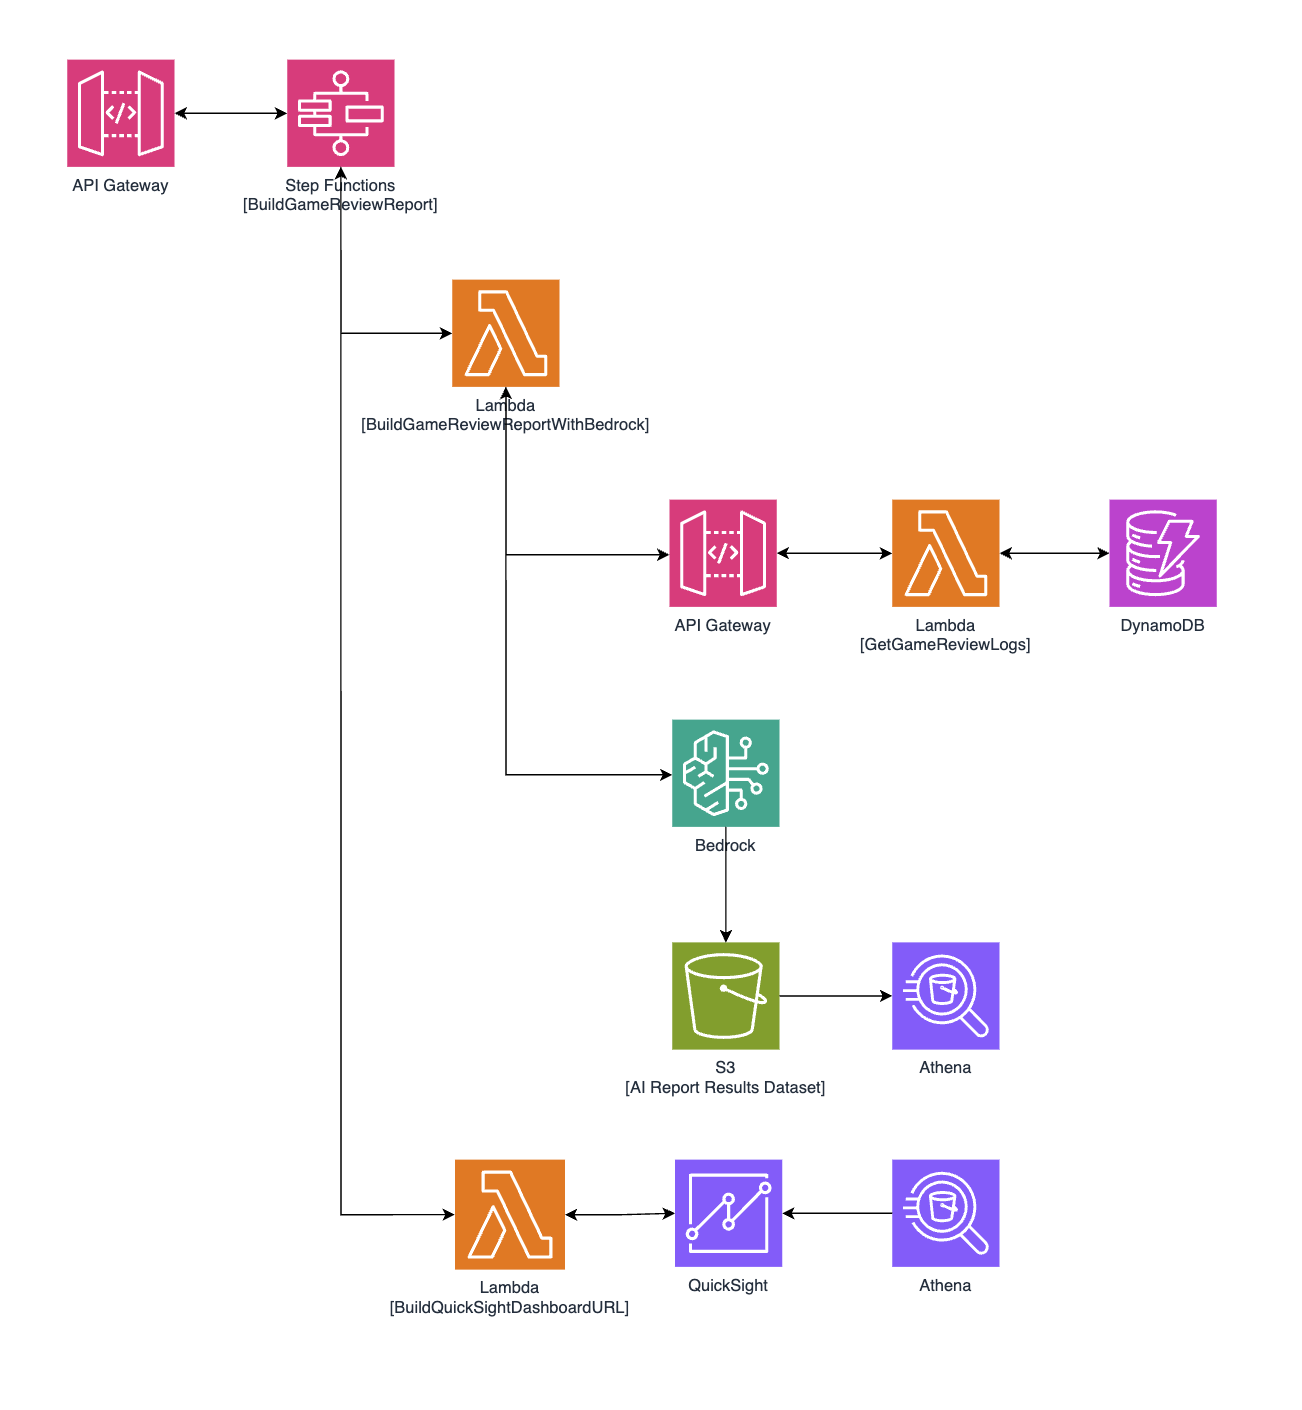 API Gateway
Step Functions
[BuildGameReviewReport]
Lambda
[BuildGameReviewReportWithBedrock]
API Gateway
Lambda
[GetGameReviewLogs]
DynamoDB
Bedrock
S3
[AI Report Results Dataset]
Athena
Lambda
[BuildQuickSightDashboardURL]
QuickSight
Athena